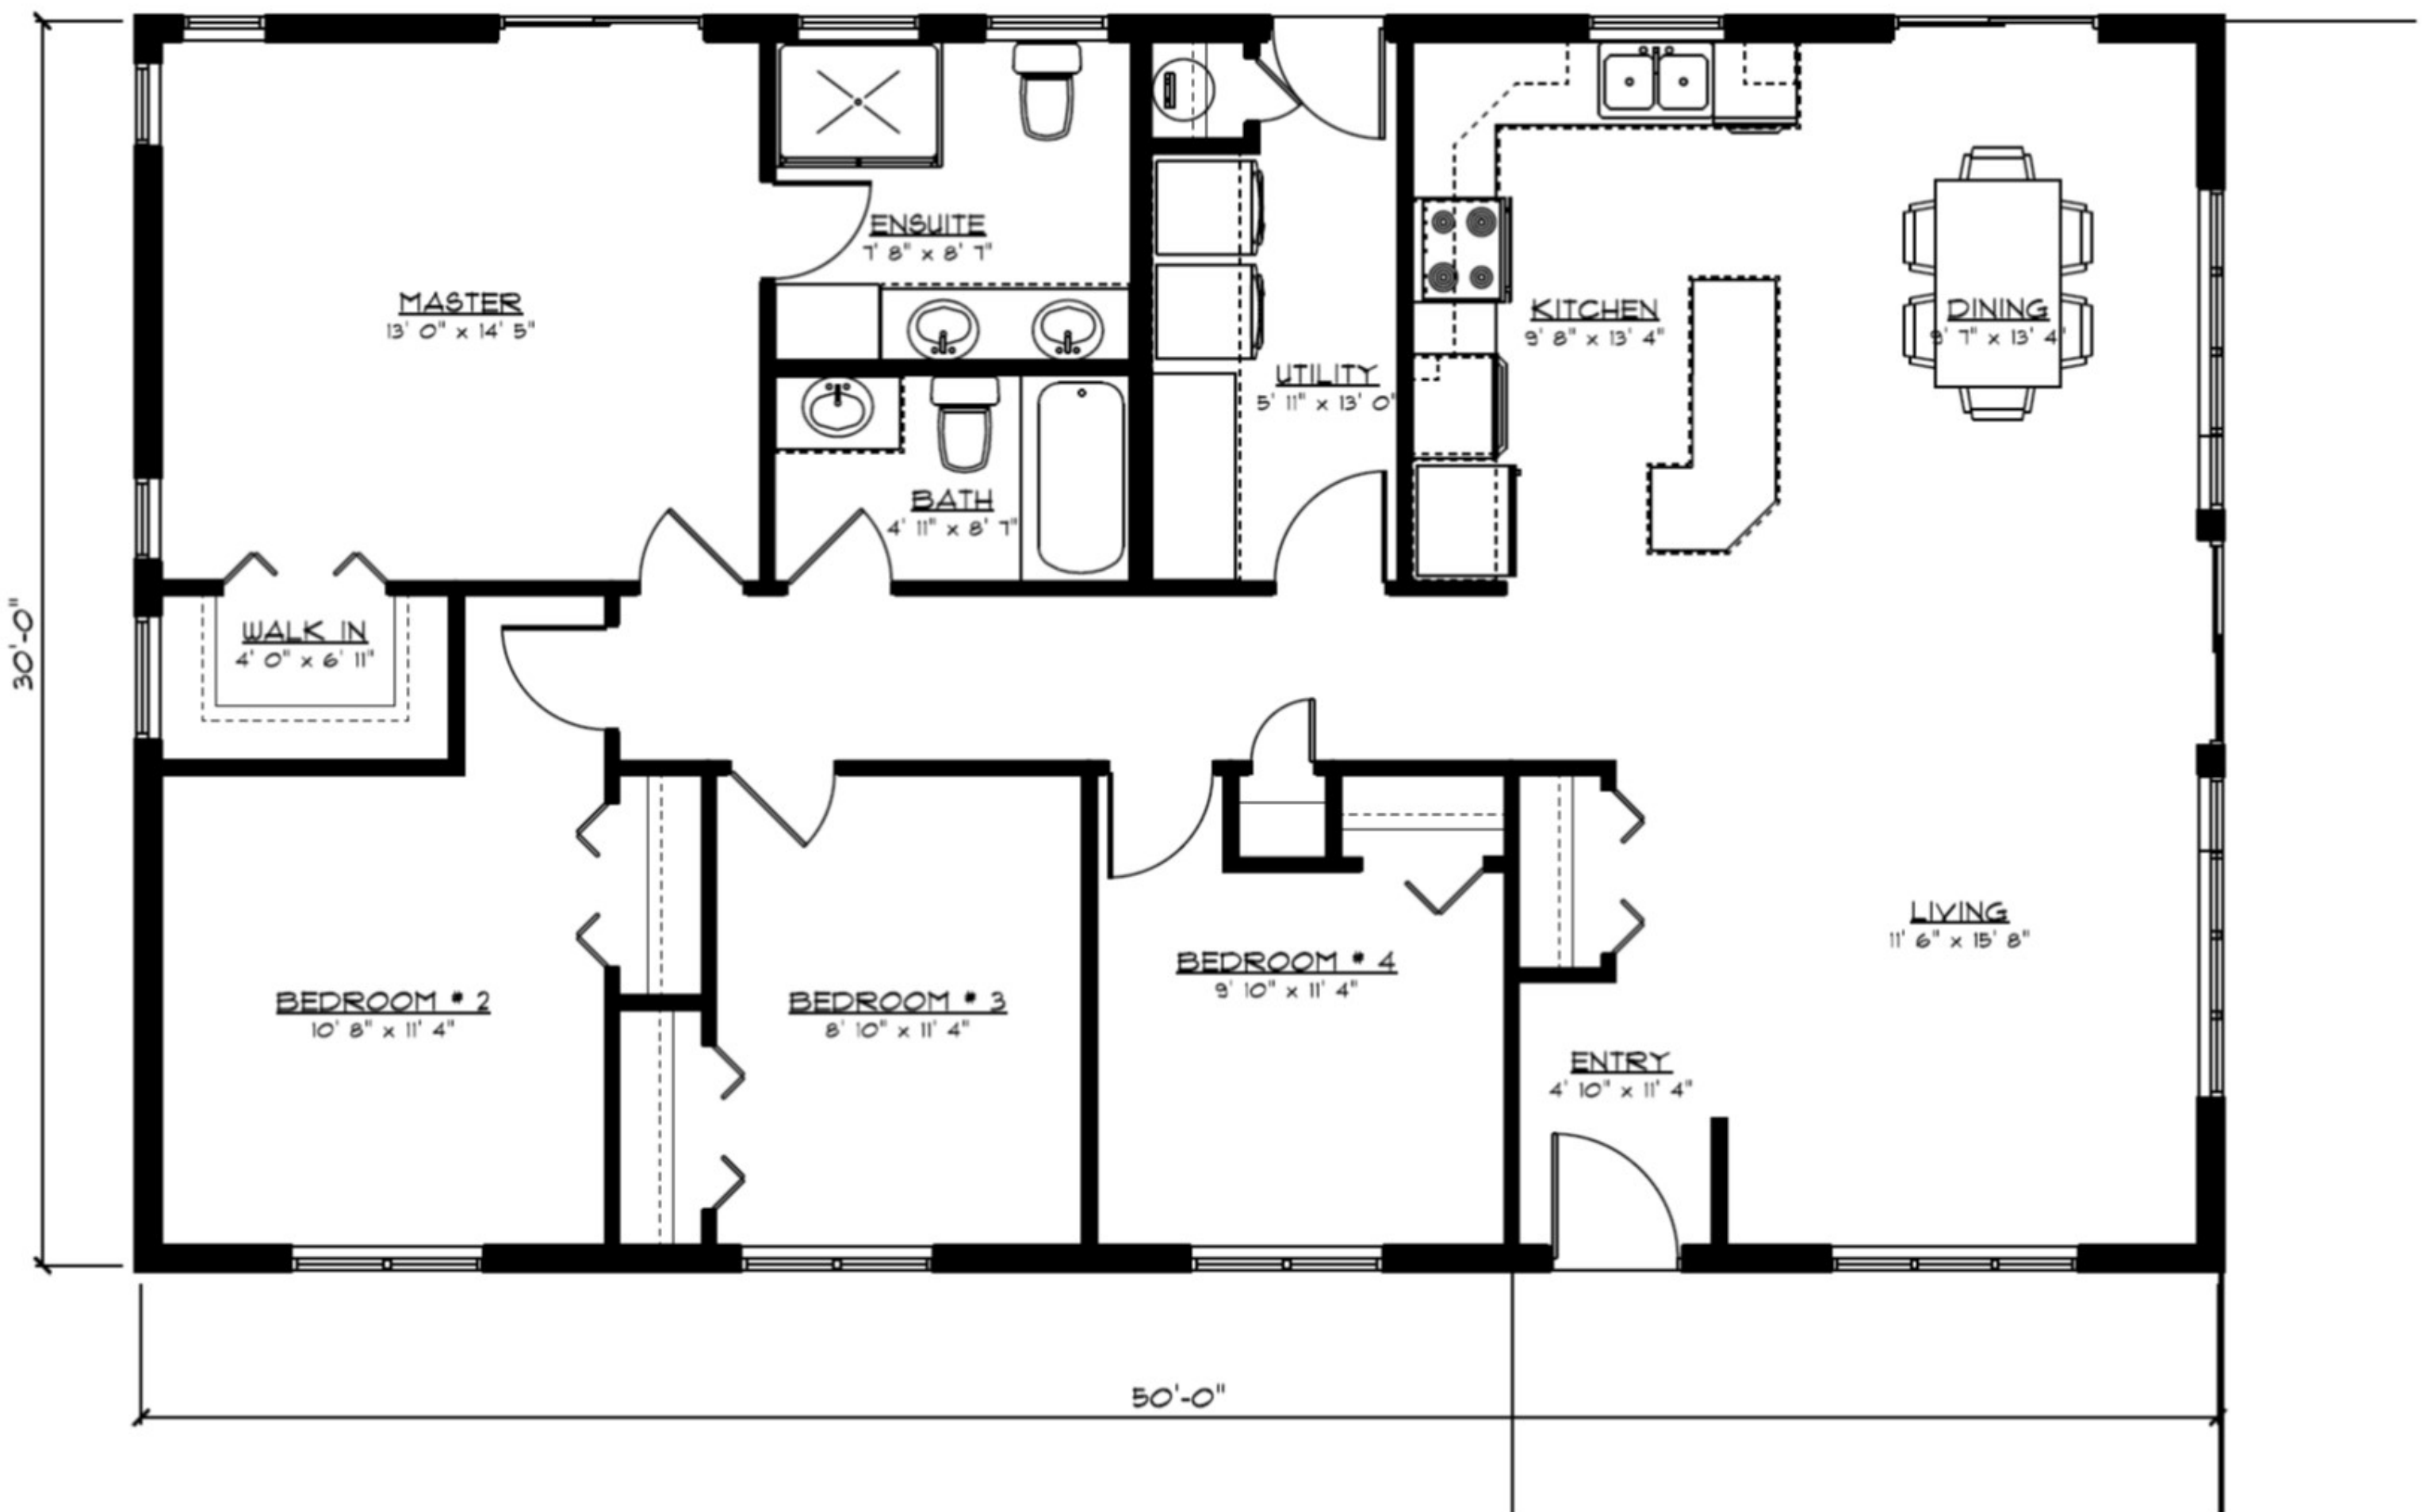 ENSUITE
7' 8" x 8' 7"
MASTER
13' 0" x 14' 5"
KITCHEN
9' 8" x 13' 4"
DINING
9' 7" x 13' 4"
UTILITY
5' 11" x 13' 0"
BATH
4' 11" x 8' 7"
WALK IN
4' 0" x 6' 11"
30'-0"
LIVING
11' 6" x 15' 8"
BEDROOM # 4
9' 10" x 11' 4"
BEDROOM # 2
10' 8" x 11' 4"
BEDROOM # 3
8' 10" x 11' 4"
ENTRY
4' 10" x 11' 4"
50'-0"